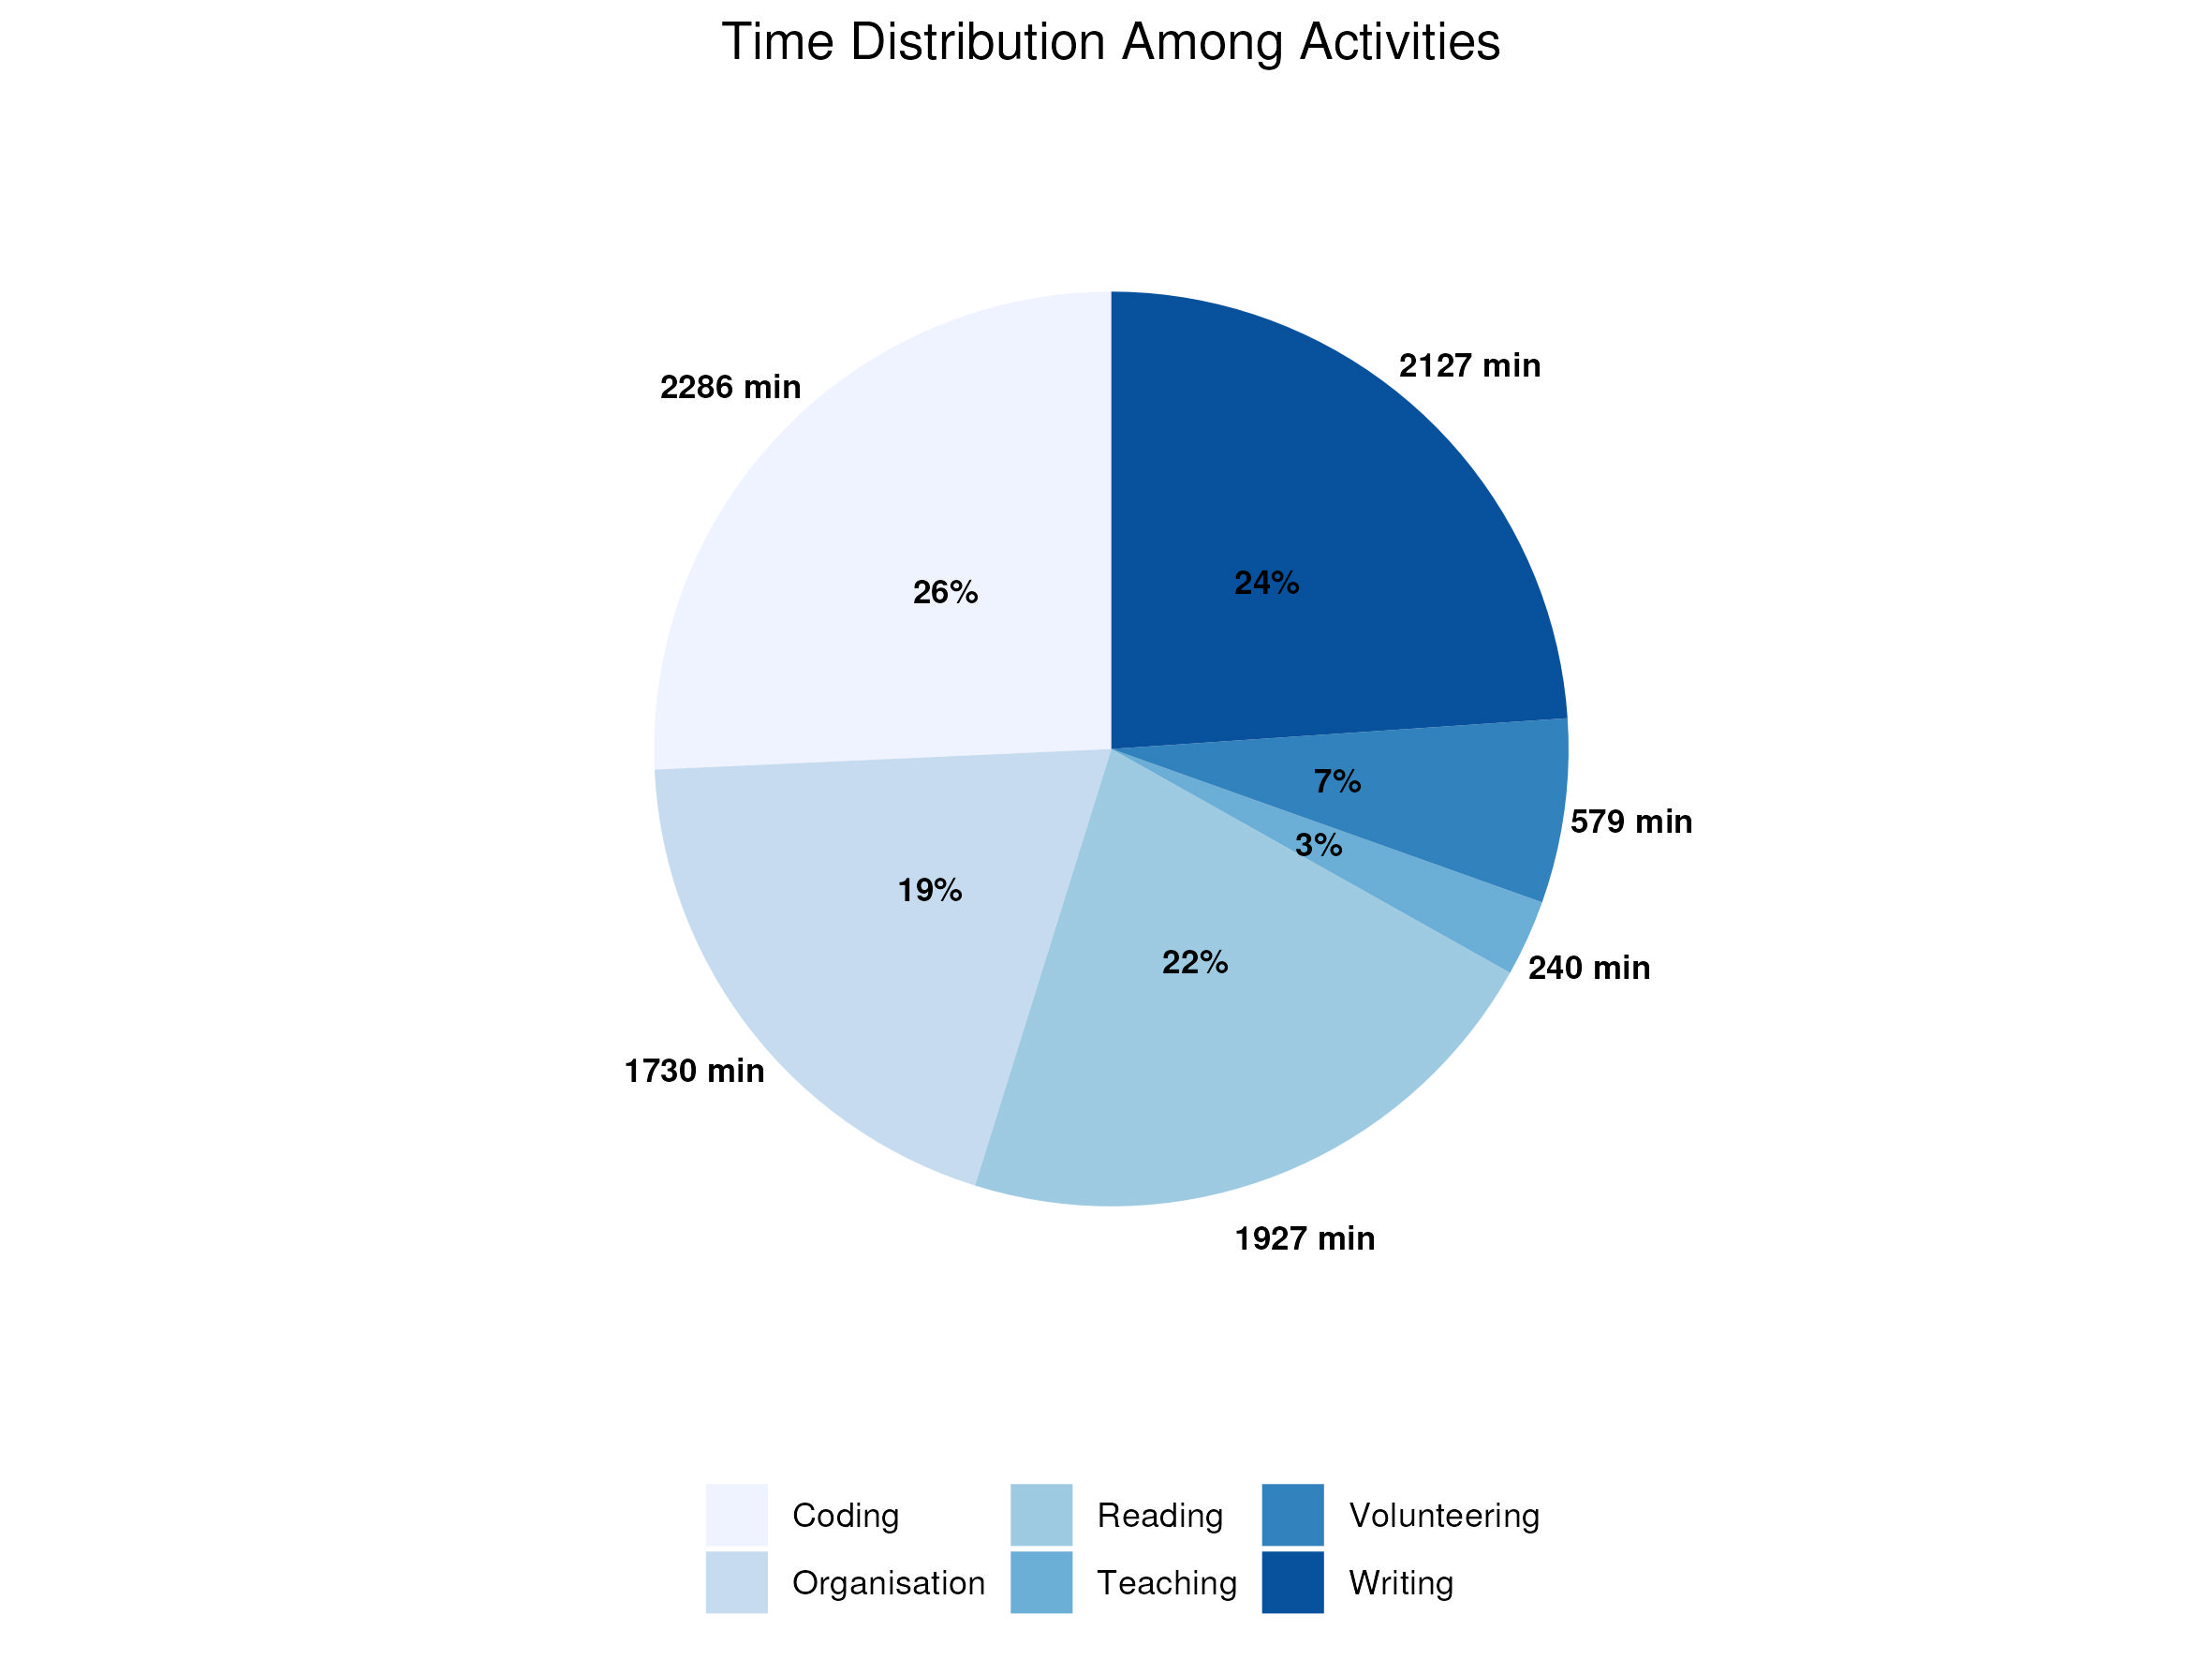 Time Distribution Among Activities
2127 min
2286 min
24%
26%
7%
579 min
3%
19%
22%
240 min
1730 min
1927 min
Coding
Reading
Volunteering
Organisation
Teaching
Writing